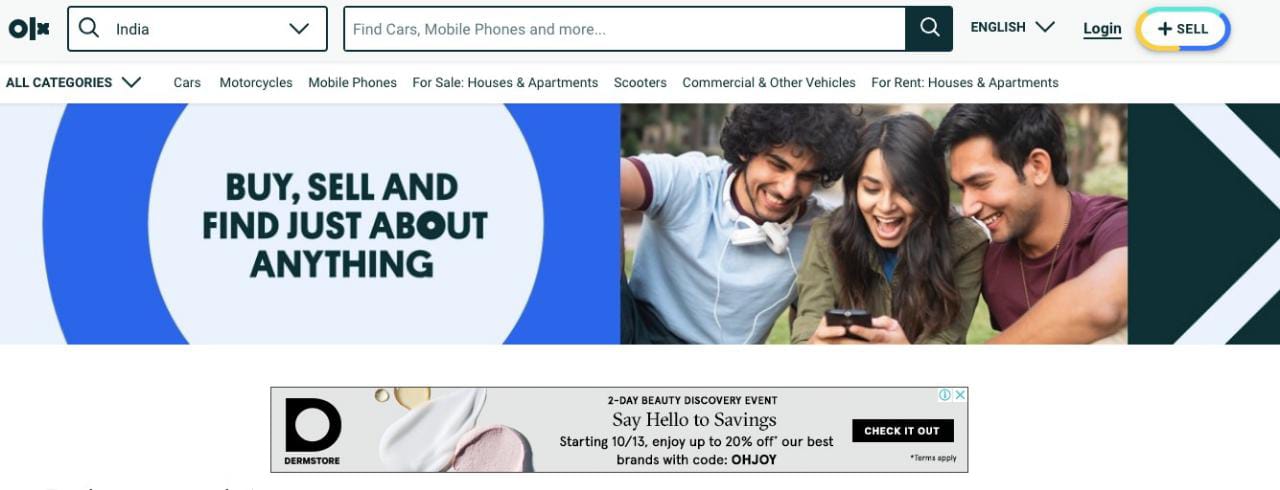 olx
India
Find Cars, Mobile Phones and more...
ENGLISH
Login
+ SELL
ALL CATEGORIES
Cars
Motorcycles
Mobile Phones
For Sale: Houses & Apartments
Scooters
Commercial & Other Vehicles
For Rent: Houses & Apartments
BUY, SELL AND
FIND JUST ABOUT
ANYTHING
D
DERMSTORE
2-DAY BEAUTY DISCOVERY EVENT
Say Hello to Savings
Starting 10/13, enjoy up to 20% off* our best
brands with code: OHJOY
CHECK IT OUT
*Terms apply